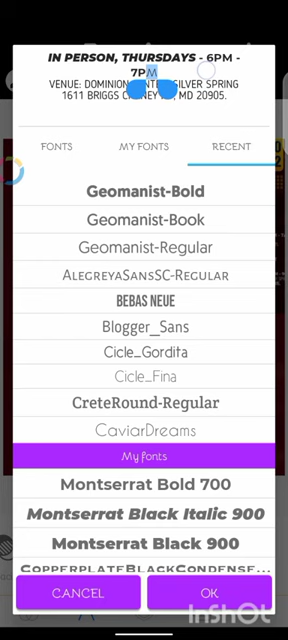 IN PERSON, THURSDAYS - 6PM -
7PM
VENUE: DOMINION SILVER SPRING
1611 BRIGGS MD 20905.
FONTS
MY FONTS
RECENT
Geomanist-Bold
Geomanist-Book
Geomanist-Regular
AlegreyaSansSC-Regular
BEBAS NEUE
Blogger_Sans
Cicle_Gordita
Cicle_Fina
CreteRound-Regular
CaviarDreams
My fonts
Montserrat Bold 700
Montserrat Black Italic 900
Montserrat Black 900
CopperplateBlackCondense...
CANCEL
OK
InShOt